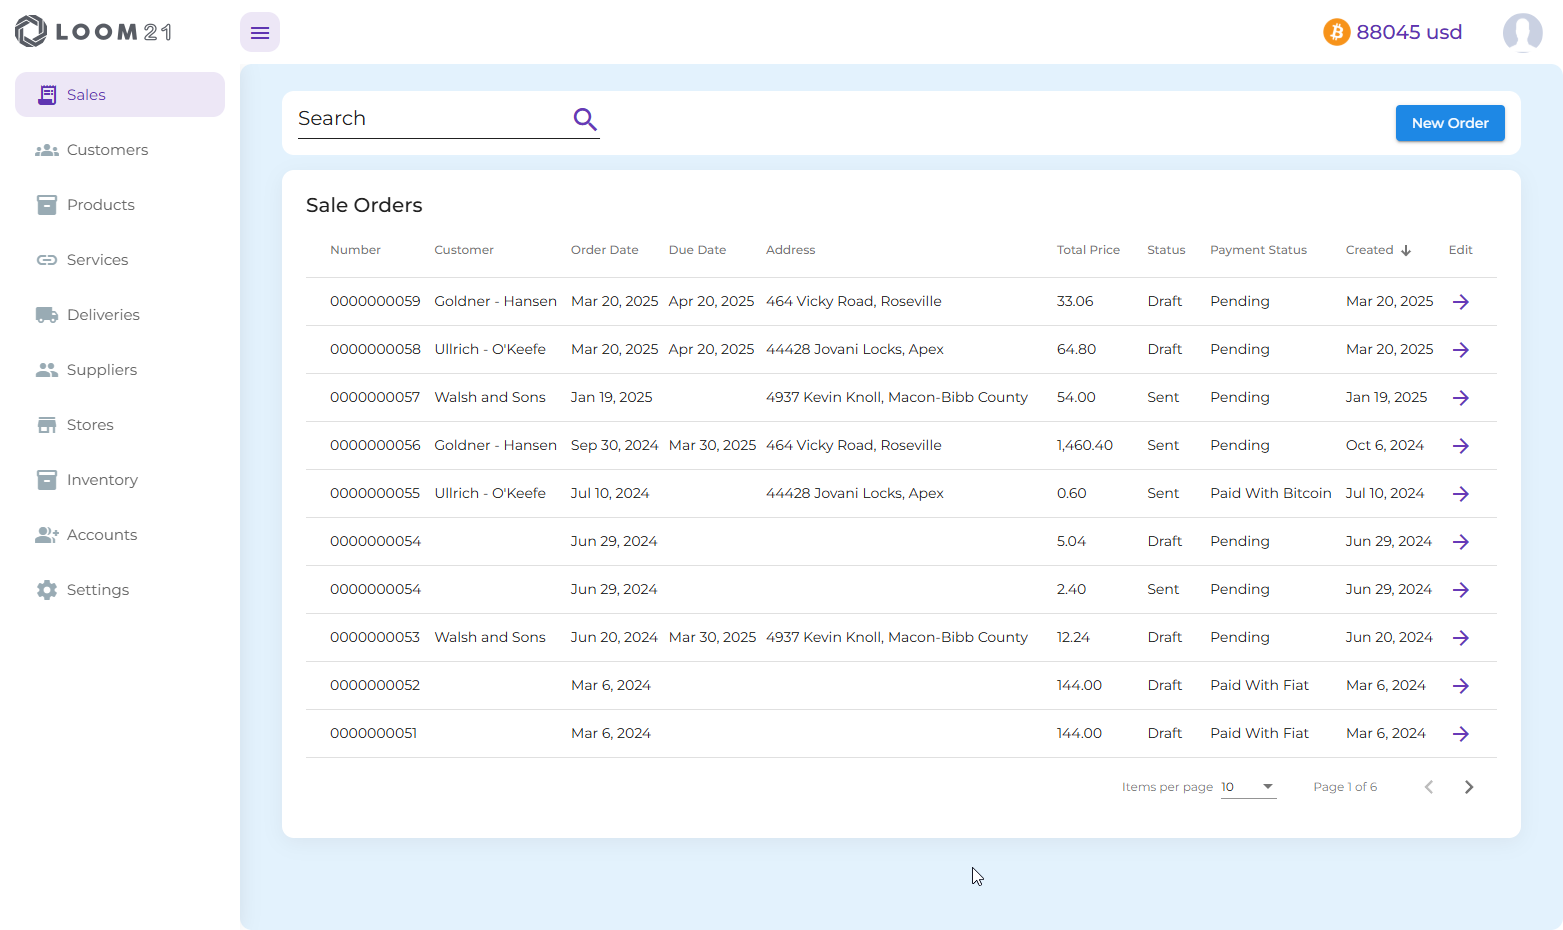 LOOM 21
88045 usd
Sales
Customers
Products
Services
Deliveries
Suppliers
Stores
Inventory
Accounts
Settings
Search
New Order
Sale Orders
Number Customer Order Date Due Date Address Total Price Status Payment Status Created Edit
0000000059 Goldner - Hansen Mar 20, 2025 Apr 20, 2025 464 Vicky Road, Roseville 33.06 Draft Pending Mar 20, 2025
0000000058 Ullrich - O'Keefe Mar 20, 2025 Apr 20, 2025 44428 Jovani Locks, Apex 64.80 Draft Pending Mar 20, 2025
0000000057 Walsh and Sons Jan 19, 2025 4937 Kevin Knoll, Macon-Bibb County 54.00 Sent Pending Jan 19, 2025
0000000056 Goldner - Hansen Sep 30, 2024 Mar 30, 2025 464 Vicky Road, Roseville 1,460.40 Sent Pending Oct 6, 2024
0000000055 Ullrich - O'Keefe Jul 10, 2024 44428 Jovani Locks, Apex 0.60 Sent Paid With Bitcoin Jul 10, 2024
0000000054 Jun 29, 2024 5.04 Draft Pending Jun 29, 2024
0000000054 Jun 29, 2024 2.40 Sent Pending Jun 29, 2024
0000000053 Walsh and Sons Jun 20, 2024 Mar 30, 2025 4937 Kevin Knoll, Macon-Bibb County 12.24 Draft Pending Jun 20, 2024
0000000052 Mar 6, 2024 144.00 Draft Paid With Fiat Mar 6, 2024
0000000051 Mar 6, 2024 144.00 Draft Paid With Fiat Mar 6, 2024
Items per page 10 Page 1 of 6